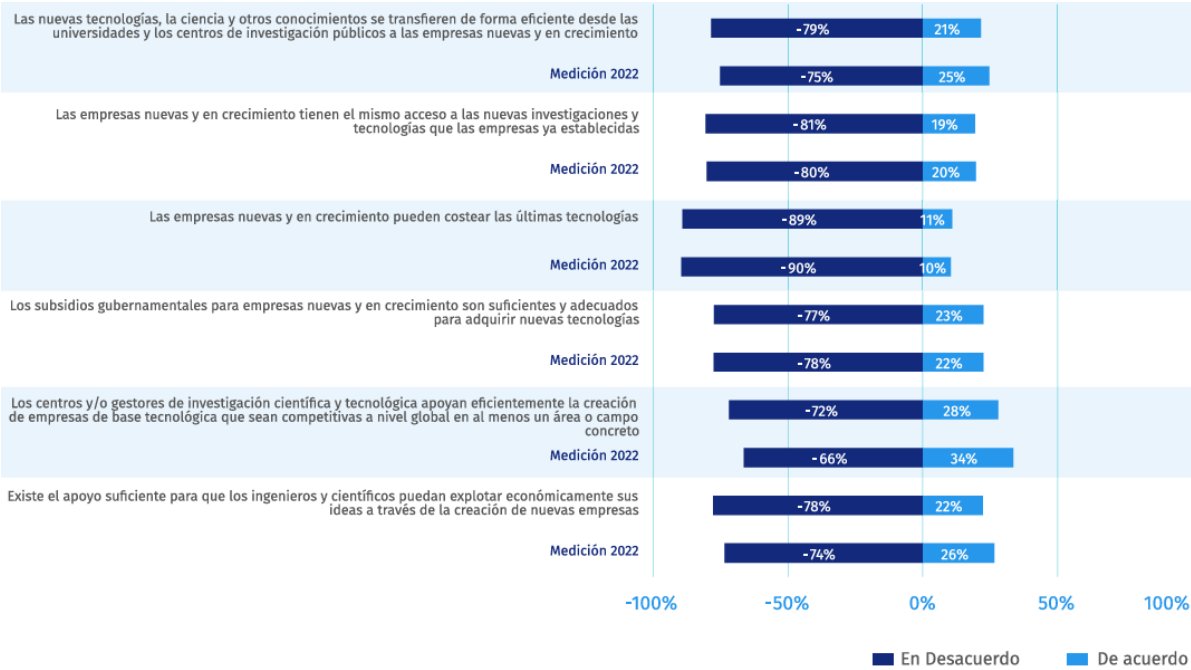 Las nuevas tecnologías, la ciencia y otros conocimientos se transfieren de forma eficiente desde las
universidades y los centros de investigación públicos a las empresas nuevas y en crecimiento
-79%
21%
Medición 2022
-75%
25%
Las empresas nuevas y en crecimiento tienen el mismo acceso a las nuevas investigaciones y
tecnologías que las empresas ya establecidas
-81%
19%
Medición 2022
-80%
20%
Las empresas nuevas y en crecimiento pueden costear las últimas tecnologías
-89%
11%
Medición 2022
-90%
10%
Los subsidios gubernamentales para empresas nuevas y en crecimiento son suficientes y adecuados
para adquirir nuevas tecnologías
-77%
23%
Medición 2022
-78%
22%
Los centros y/o gestores de investigación científica y tecnológica apoyan eficientemente la creación
de empresas de base tecnológica que sean competitivas a nivel global en al menos un área o campo
concreto
-72%
28%
Medición 2022
-66%
34%
Existe el apoyo suficiente para que los ingenieros y científicos puedan explotar económicamente sus
ideas a través de la creación de nuevas empresas
-78%
22%
Medición 2022
-74%
26%
-100%
-50%
0%
50%
100%
En Desacuerdo
De acuerdo